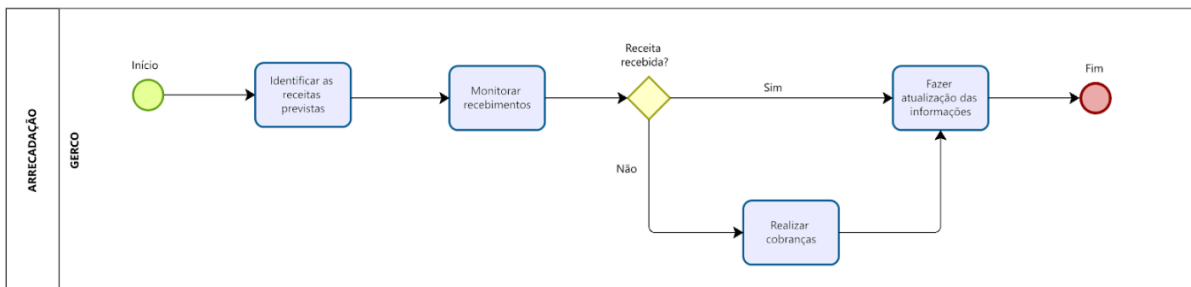 ARRECADAÇÃO
GERCO
Início
Identificar as
receitas
previstas
Monitorar
recebimentos
Receita
recebida?
Sim
Não
Realizar
cobranças
Fazer
atualização das
informações
Fim